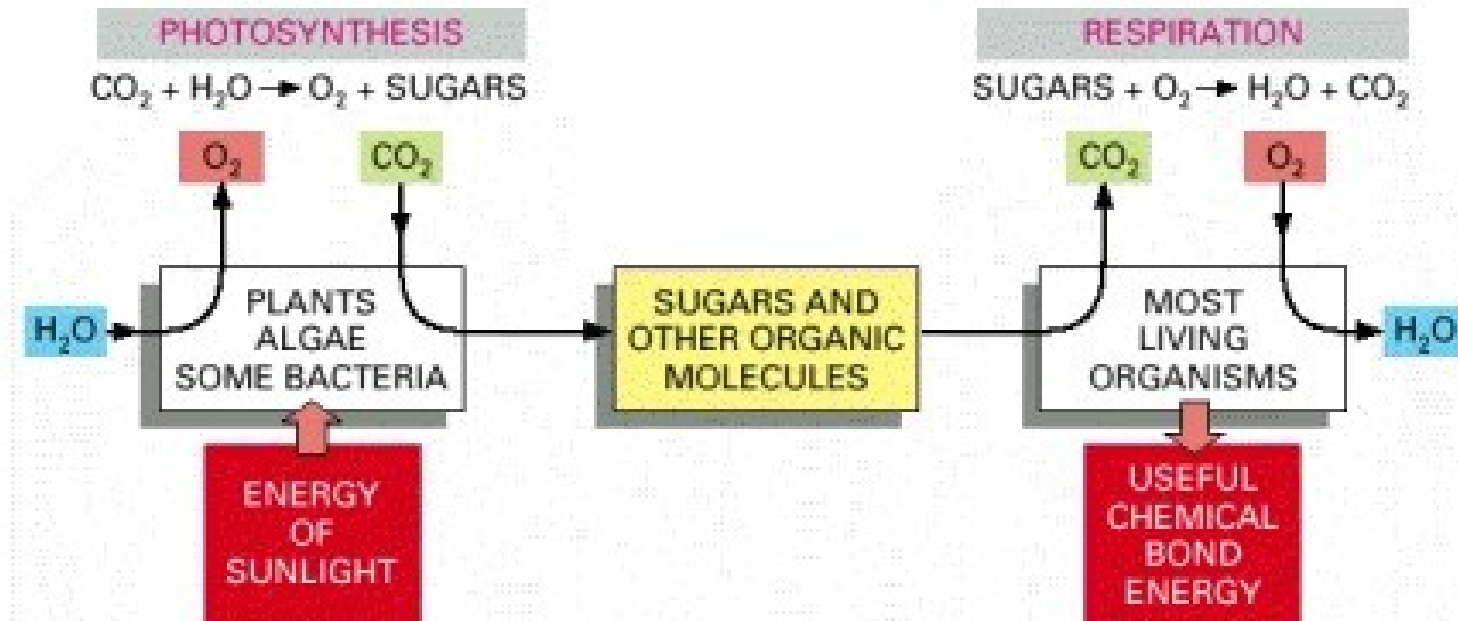 PHOTOSYNTHESIS
CO₂ + H₂O → O₂ + SUGARS
O₂
CO₂
H₂O
PLANTS
ALGAE
SOME BACTERIA
ENERGY
OF
SUNLIGHT
SUGARS AND
OTHER ORGANIC
MOLECULES
RESPIRATION
SUGARS + O₂ → H₂O + CO₂
CO₂
O₂
MOST
LIVING
ORGANISMS
H₂O
USEFUL
CHEMICAL
BOND
ENERGY